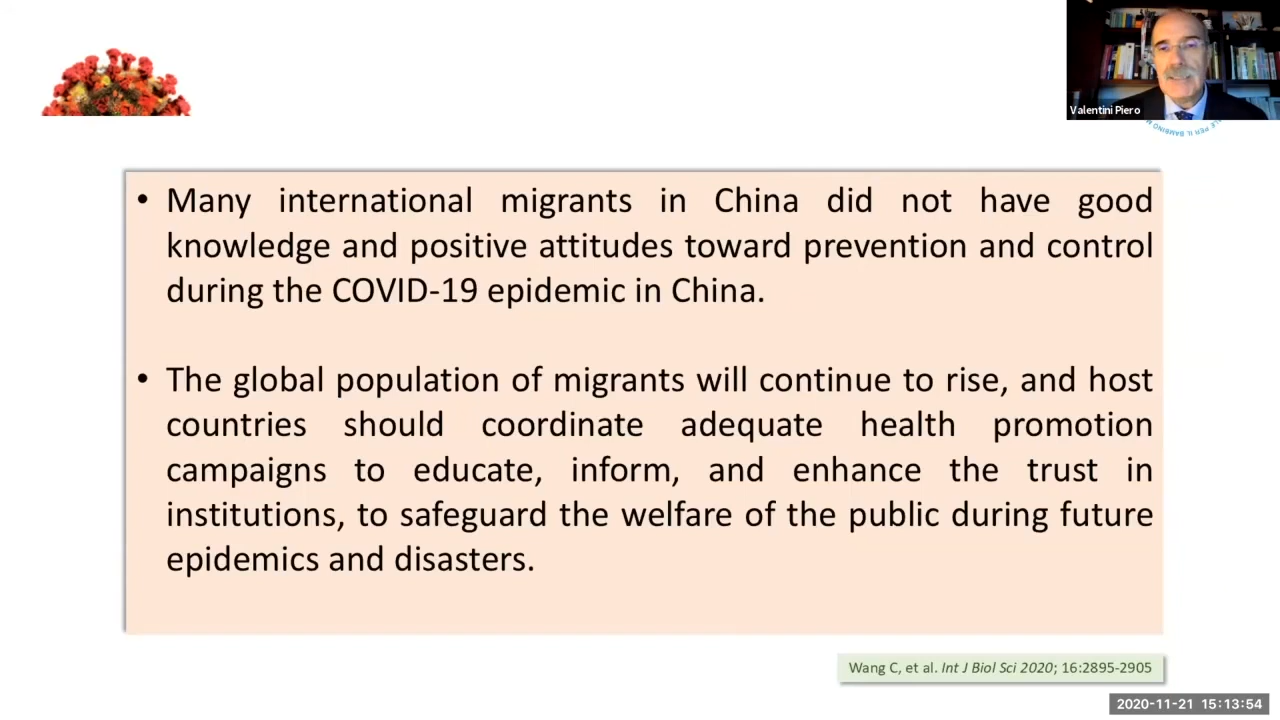 Valentini Piero
LE PER IL BAMBINO M
• Many international migrants in China did not have good
knowledge and positive attitudes toward prevention and control
during the COVID-19 epidemic in China.
• The global population of migrants will continue to rise, and host
countries should coordinate adequate health promotion
campaigns to educate, inform, and enhance the trust in
institutions, to safeguard the welfare of the public during future
epidemics and disasters.
Wang C, et al. Int J Biol Sci 2020; 16:2895-2905
2020-11-21 15:13:54